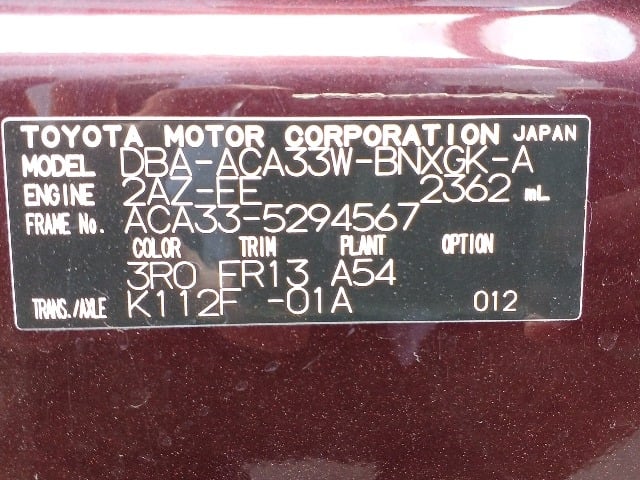 TOYOTA MOTOR CORPORATION JAPAN
MODEL DBA-ACA33W-BNXGK-A
ENGINE 2AZ-FE 2362 mL
FRAME No. ACA33-5294567
COLOR TRIM PLANT OPTION
3R0 FR13 A54
TRANS./AXLE K112F -01A 012